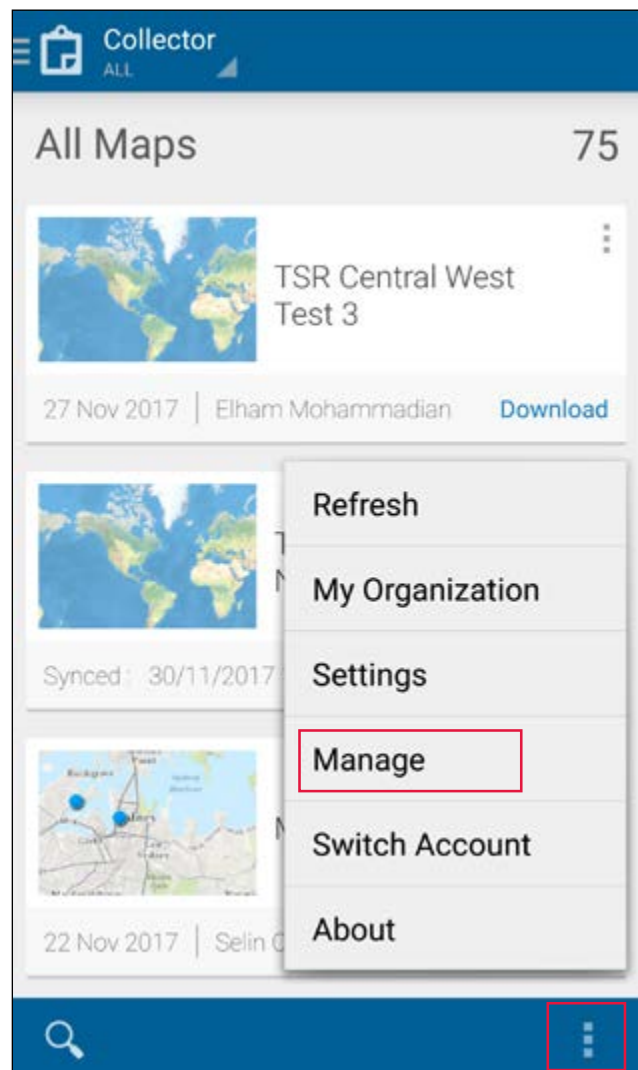 Collector
ALL
All Maps 75
TSR Central West
Test 3
27 Nov 2017 | Elham Mohammadian Download
Refresh
My Organization
Synced : 30/11/2017
Settings
Manage
Switch Account
22 Nov 2017 | Selin
About